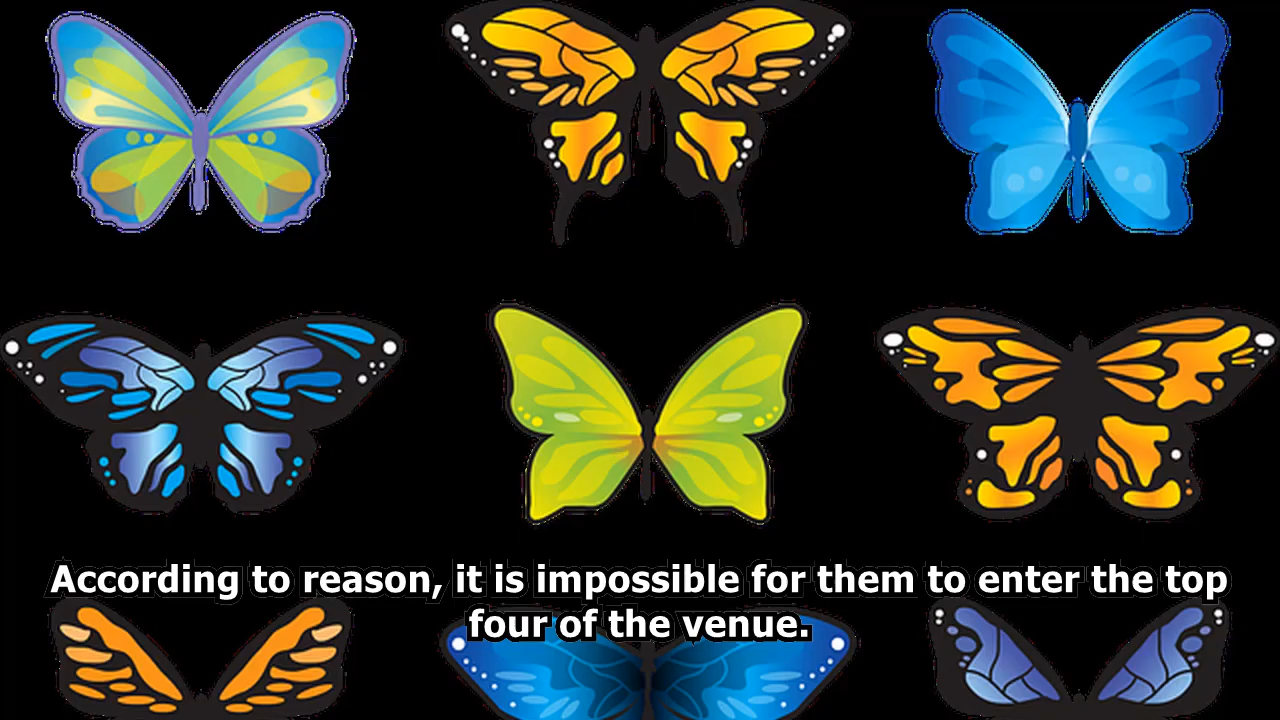 According to reason, it is impossible for them to enter the top
four of the venue.